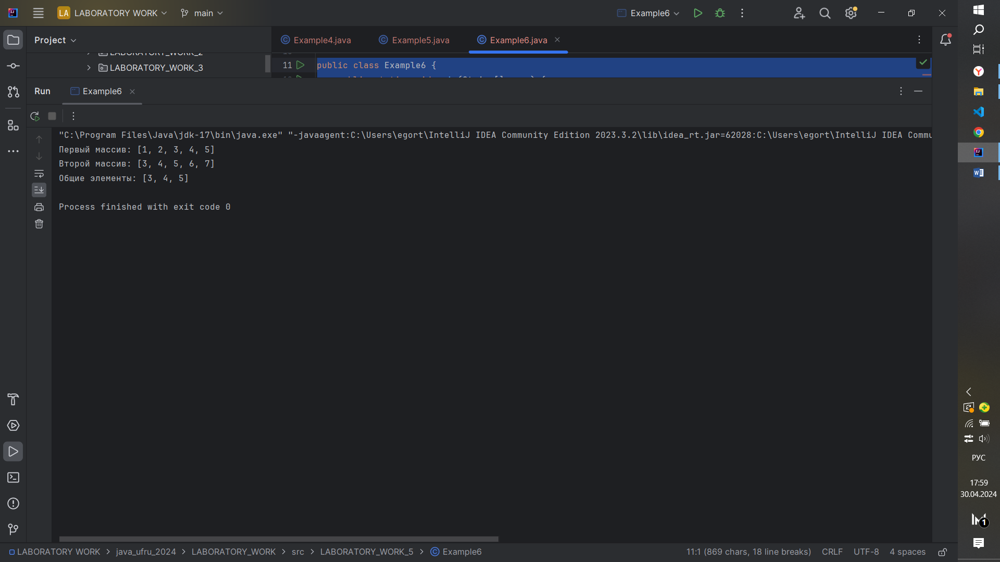 LA LABORATORY WORK main Example6
Project Example4.java Example5.java Example6.java
LABORATORY_WORK_2
LABORATORY_WORK_3
11 public class Example6 {
Run Example6
"C:\Program Files\Java\jdk-17\bin\java.exe" "-javaagent:C:\Users\egort\IntelliJ IDEA Community Edition 2023.3.2\lib\idea_rt.jar=62028:C:\Users\egort\IntelliJ IDEA Commu
Первый массив: [1, 2, 3, 4, 5]
Второй массив: [3, 4, 5, 6, 7]
Общие элементы: [3, 4, 5]
Process finished with exit code 0
РУС
17:59
30.04.2024
1
LABORATORY WORK > java_ufru_2024 > LABORATORY_WORK > src > LABORATORY_WORK_5 > Example6 11:1 (869 chars, 18 line breaks) CRLF UTF-8 4 spaces